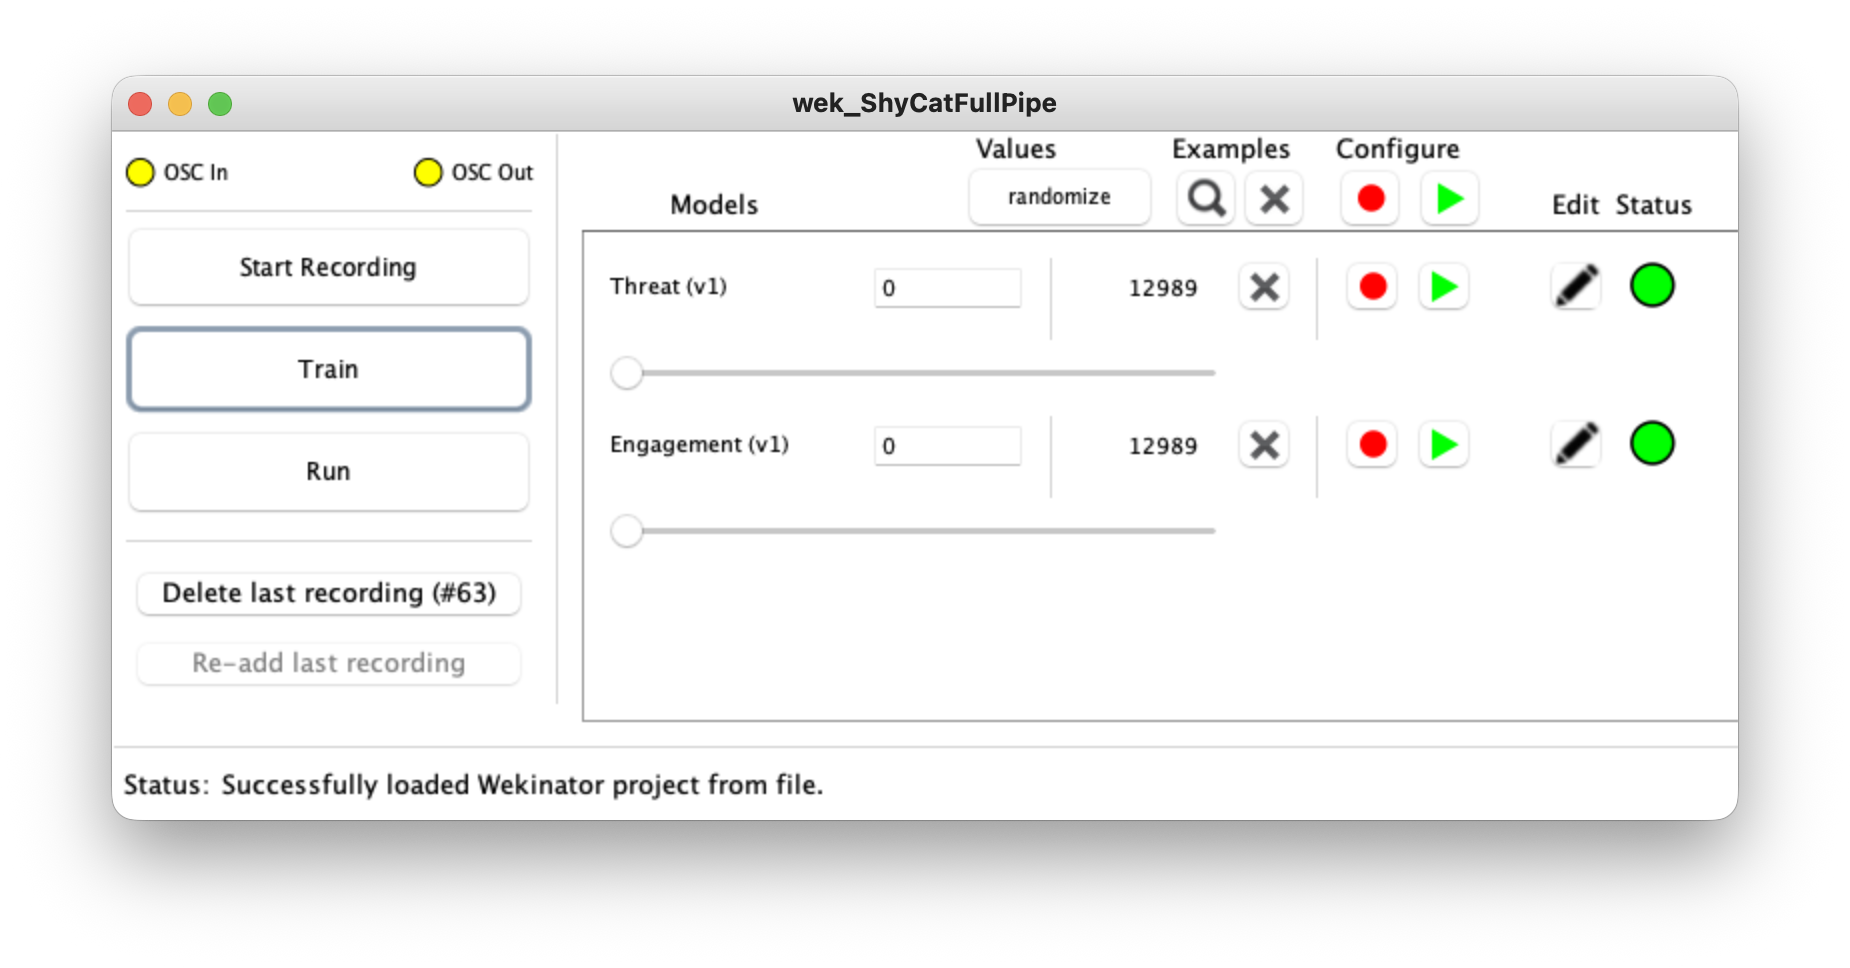 wek_ShyCatFullPipe
OSC In
OSC Out
Start Recording
Train
Run
Delete last recording (#63)
Re-add last recording
Models
Values
randomize
Examples
Configure
Edit
Status
Threat (v1)
0
12989
Engagement (v1)
0
12989
Status: Successfully loaded Wekinator project from file.